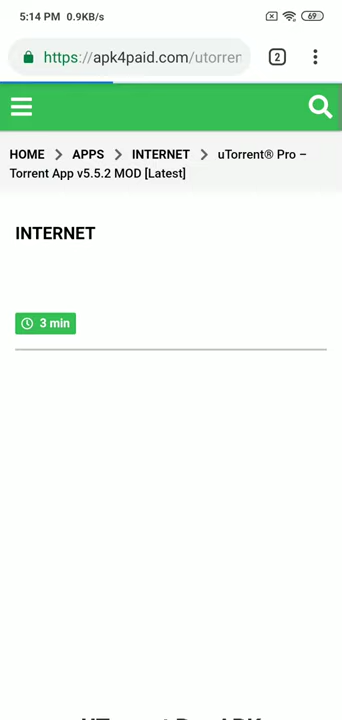 5:14 PM 0.9KB/s 69
https://apk4paid.com/utorren 2
HOME > APPS > INTERNET > uTorrent® Pro –
Torrent App v5.5.2 MOD [Latest]
INTERNET
3 min